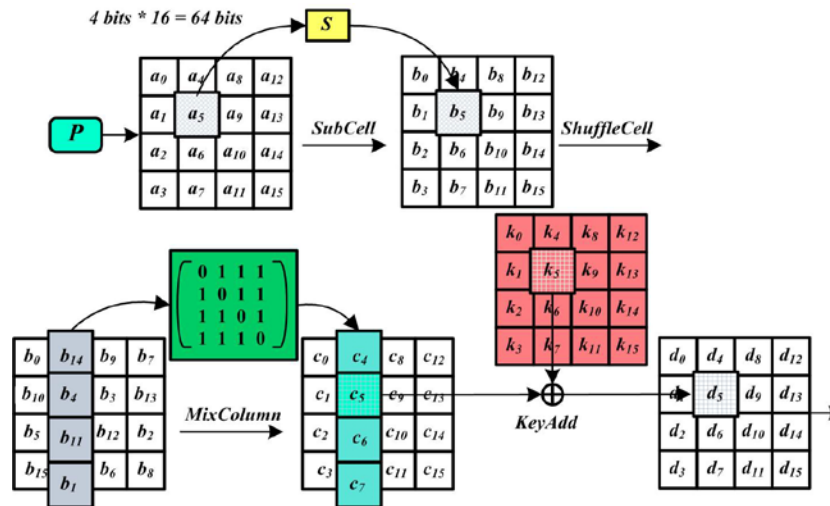 4 bits * 16 = 64 bits
S
a0 a4 a8 a12
a1 a5 a9 a13
a2 a6 a10 a14
a3 a7 a11 a15
P
SubCell
b0 b4 b8 b12
b1 b5 b9 b13
b2 b6 b10 b14
b3 b7 b11 b15
ShuffleCell
k0 k4 k8 k12
k1 k5 k9 k13
k2 k6 k10 k14
k3 k7 k11 k15
0 1 1 1
1 0 1 1
1 1 0 1
1 1 1 0
b0 b14 b9 b7
b10 b4 b3 b13
b5 b11 b12 b2
b15 b1 b6 b8
MixColumn
c0 c4 c8 c12
c1 c5 c9 c13
c2 c6 c10 c14
c3 c7 c11 c15
KeyAdd
d0 d4 d8 d12
d5 d9 d13
d2 d6 d10 d14
d3 d7 d11 d15